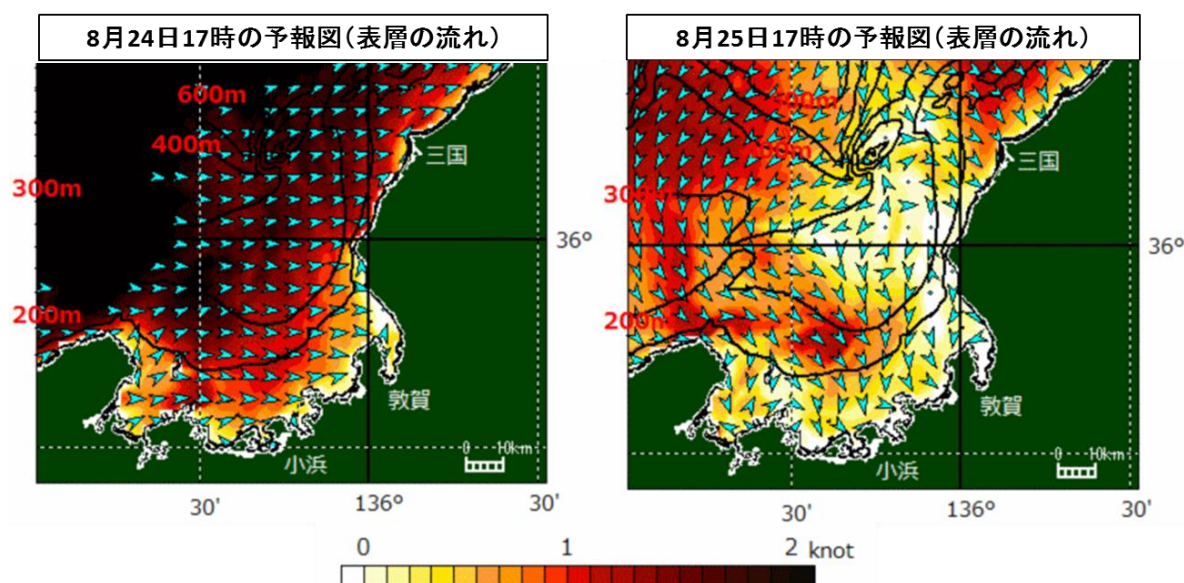 8月24日17時の予報図(表層の流れ)
600m
400m
300m
200m
三国
敦賀
小浜
0 10km
36°
30'
136°
30'
8月25日17時の予報図(表層の流れ)
300
200m
三国
敦賀
小浜
0 10km
36°
30'
136°
30'
0 1 2 knot